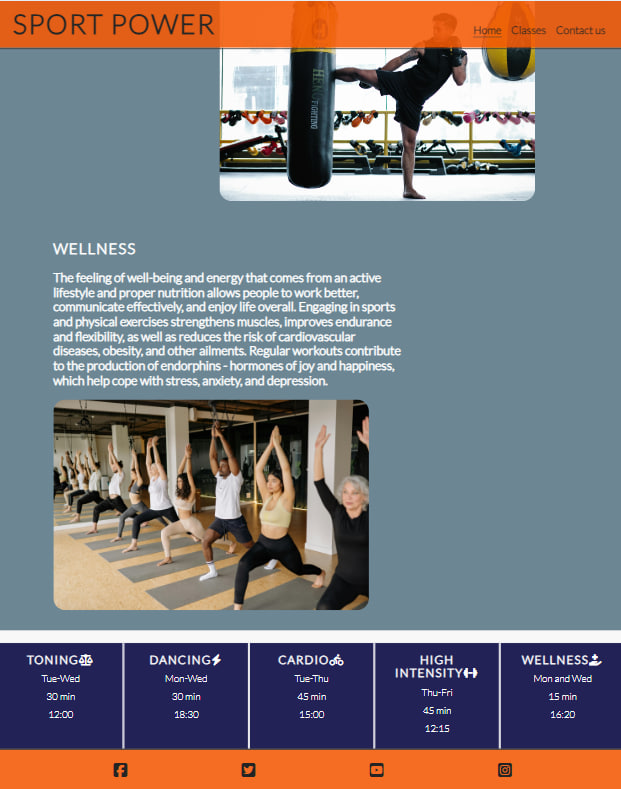 SPORT POWER
Home Classes Contact us
HENG
FIGHTING
WELLNESS
The feeling of well-being and energy that comes from an active
lifestyle and proper nutrition allows people to work better,
communicate effectively, and enjoy life overall. Engaging in sports
and physical exercises strengthens muscles, improves endurance
and flexibility, as well as reduces the risk of cardiovascular
diseases, obesity, and other ailments. Regular workouts contribute
to the production of endorphins - hormones of joy and happiness,
which help cope with stress, anxiety, and depression.
TONING
Tue-Wed
30 min
12:00
DANCING
Mon-Wed
30 min
18:30
CARDIO
Tue-Thu
45 min
15:00
HIGH
INTENSITY
Thu-Fri
45 min
12:15
WELLNESS
Mon and Wed
15 min
16:20